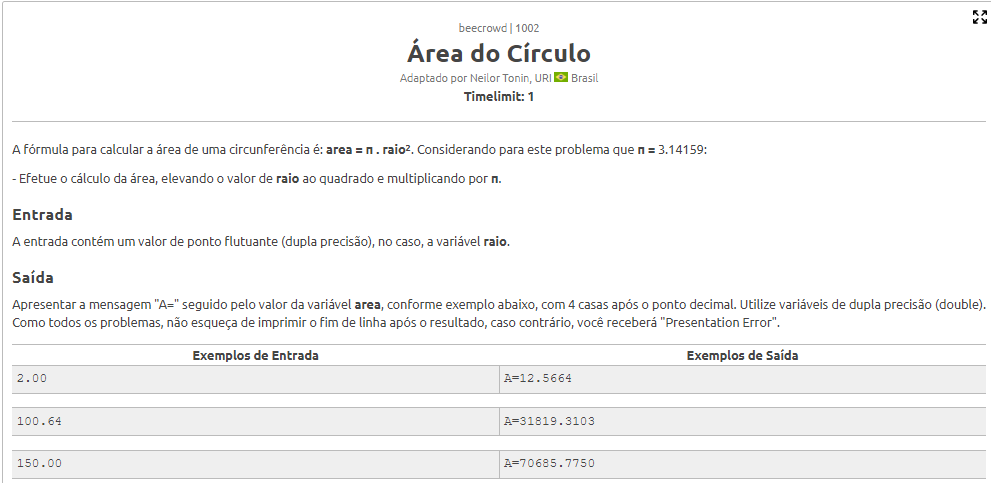 beecrowd | 1002
Área do Círculo
Adaptado por Neilor Tonin, URI Brasil
Timelimit: 1
A fórmula para calcular a área de uma circunferência é: area = π . raio². Considerando para este problema que π = 3.14159:
- Efetue o cálculo da área, elevando o valor de raio ao quadrado e multiplicando por π.
Entrada
A entrada contém um valor de ponto flutuante (dupla precisão), no caso, a variável raio.
Saída
Apresentar a mensagem "A=" seguido pelo valor da variável area, conforme exemplo abaixo, com 4 casas após o ponto decimal. Utilize variáveis de dupla precisão (double).
Como todos os problemas, não esqueça de imprimir o fim de linha após o resultado, caso contrário, você receberá "Presentation Error".
Exemplos de Entrada Exemplos de Saída
2.00 A=12.5664
100.64 A=31819.3103
150.00 A=70685.7750